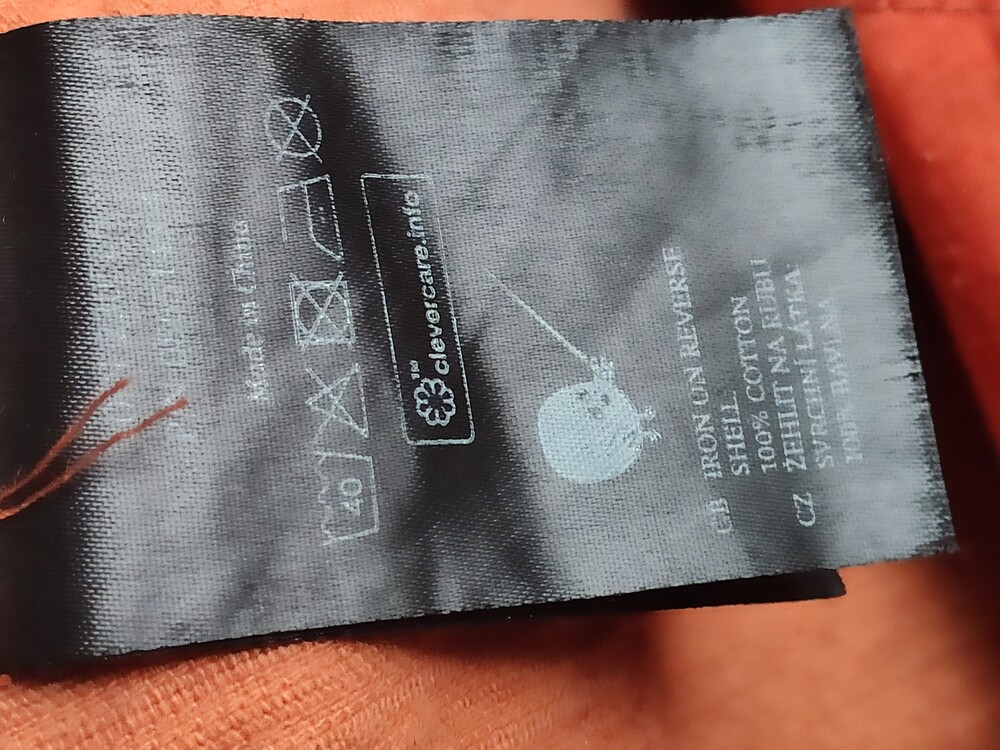 GB IRON ON REVERSE
SHELL
100% COTTON
CZ ŽEHLIT NA RUBU
SVRCHNÍ LÁTKA:
100% BAVLNA
clevercare.info
TM
40
Made in China